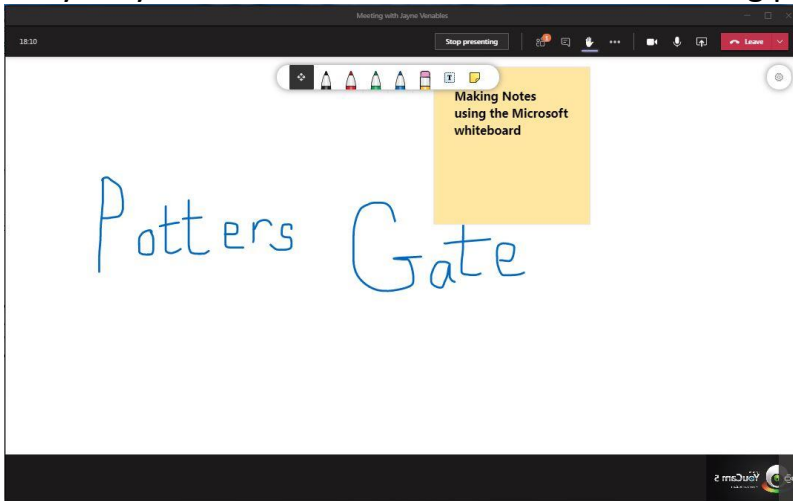 Meeting with Jayne Venables
18:10
Stop presenting
Leave
T
Making Notes
using the Microsoft
whiteboard
Potters Gate
YouCam 5